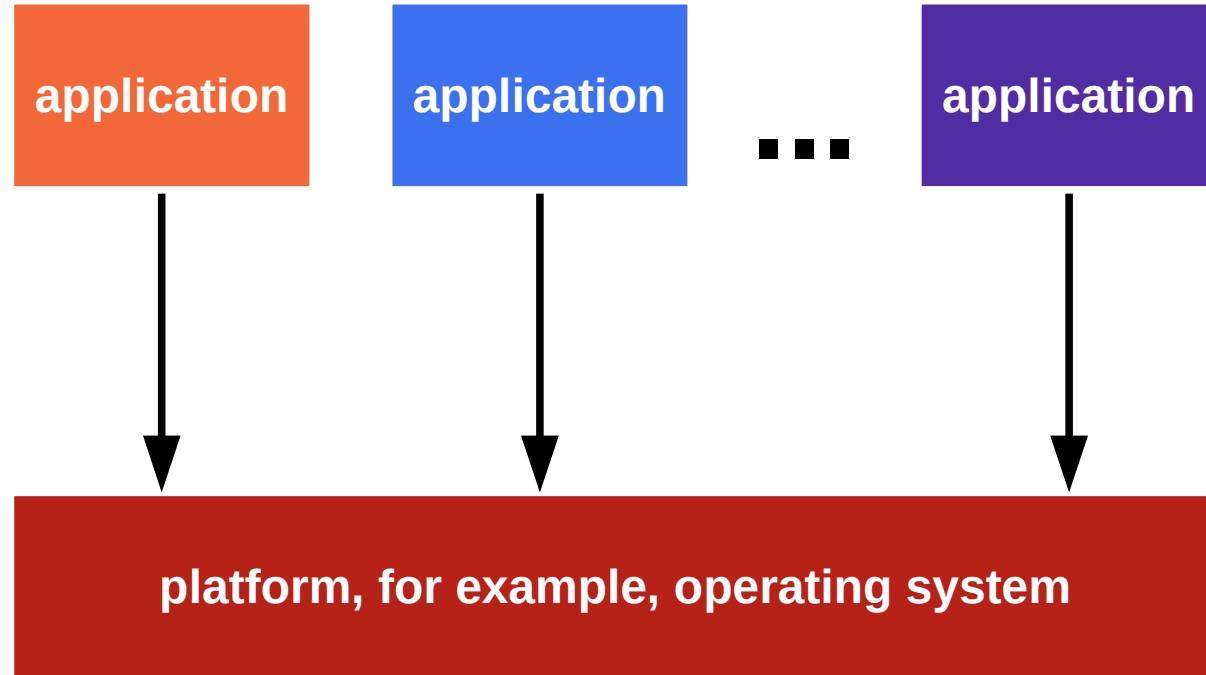 application
application
application
platform, for example, operating system